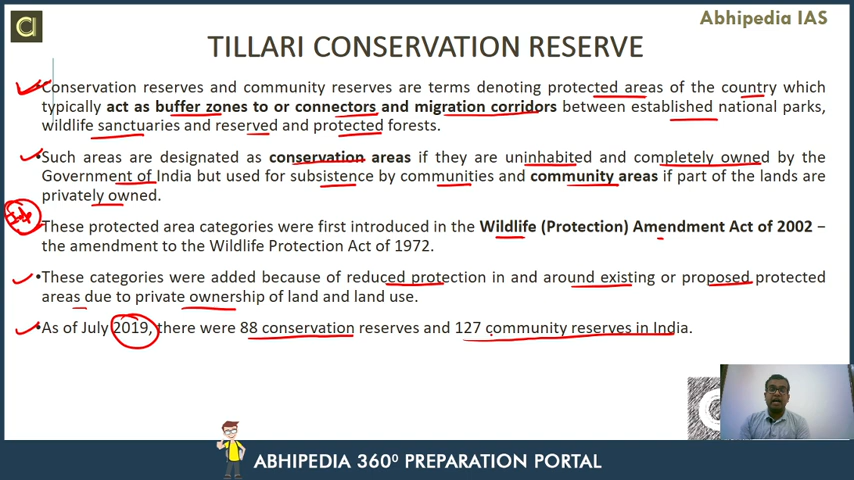 Abhipedia IAS
TILLARI CONSERVATION RESERVE
Conservation reserves and community reserves are terms denoting protected areas of the country which
typically act as buffer zones to or connectors and migration corridors between established national parks,
wildlife sanctuaries and reserved and protected forests.
•Such areas are designated as conservation areas if they are uninhabited and completely owned by the
Government of India but used for subsistence by communities and community areas if part of the lands are
privately owned.
These protected area categories were first introduced in the Wildlife (Protection) Amendment Act of 2002 −
the amendment to the Wildlife Protection Act of 1972.
•These categories were added because of reduced protection in and around existing or proposed protected
areas due to private ownership of land and land use.
•As of July 2019, there were 88 conservation reserves and 127 community reserves in India.
ABHIPEDIA 360⁰ PREPARATION PORTAL